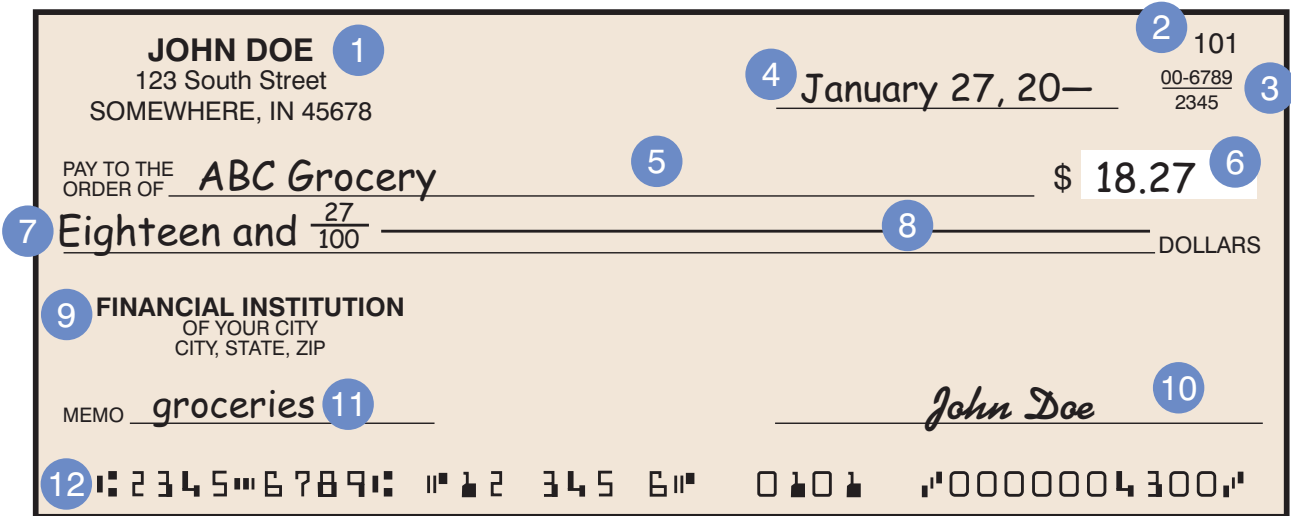 JOHN DOE 1
2 101
123 South Street
4 January 27, 20—
00-6789
2345 3
SOMEWHERE, IN 45678
5
PAY TO THE
ORDER OF ABC Grocery
$ 18.27 6
7 Eighteen and 27/100 8 DOLLARS
9 FINANCIAL INSTITUTION
OF YOUR CITY
CITY, STATE, ZIP
MEMO groceries 11
John Doe 10
12 ⑆2345⑉6789⑆ ⑈12 345 6⑈ 0101 ⑇0000004300⑇